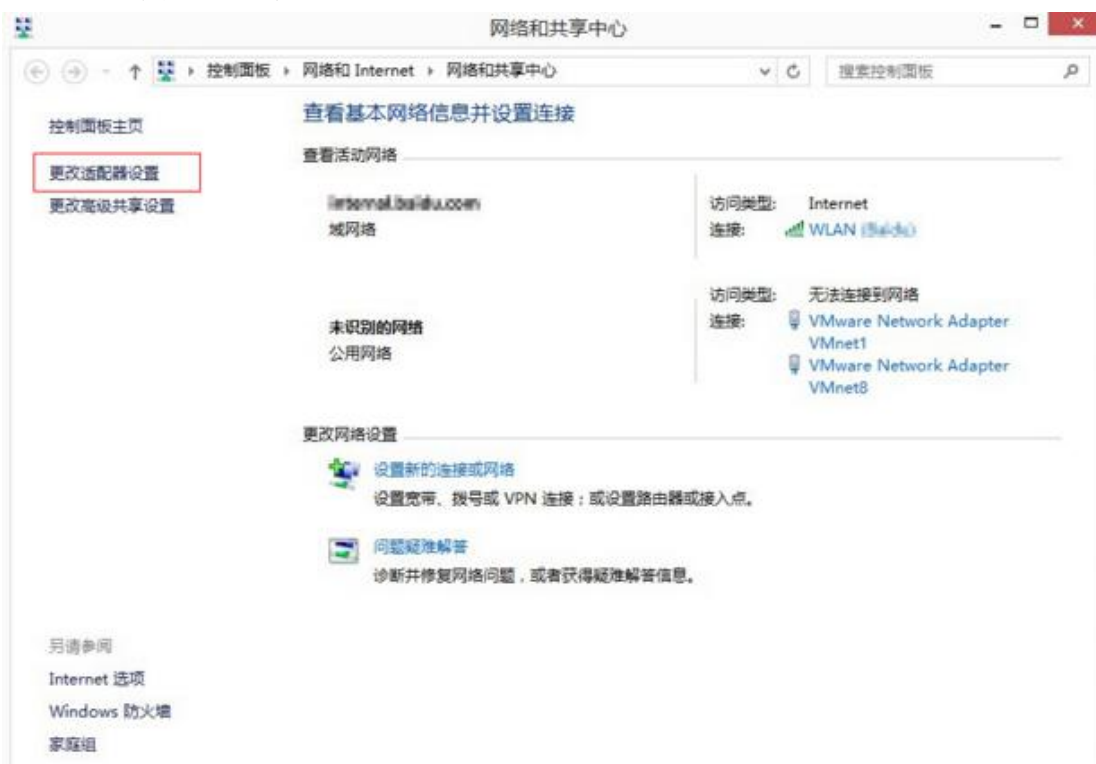 网络和共享中心
控制面板 网络和 Internet 网络和共享中心
搜索控制面板
控制面板主页
更改适配器设置
更改高级共享设置
查看基本网络信息并设置连接
查看活动网络
域网络
访问类型: Internet
连接: WLAN
未识别的网络
公用网络
访问类型: 无法连接到网络
连接: VMware Network Adapter
VMnet1
VMware Network Adapter
VMnet8
更改网络设置
设置新的连接或网络
设置宽带、拨号或 VPN 连接；或设置路由器或接入点。
问题疑难解答
诊断并修复网络问题，或者获得疑难解答信息。
另请参阅
Internet 选项
Windows 防火墙
家庭组